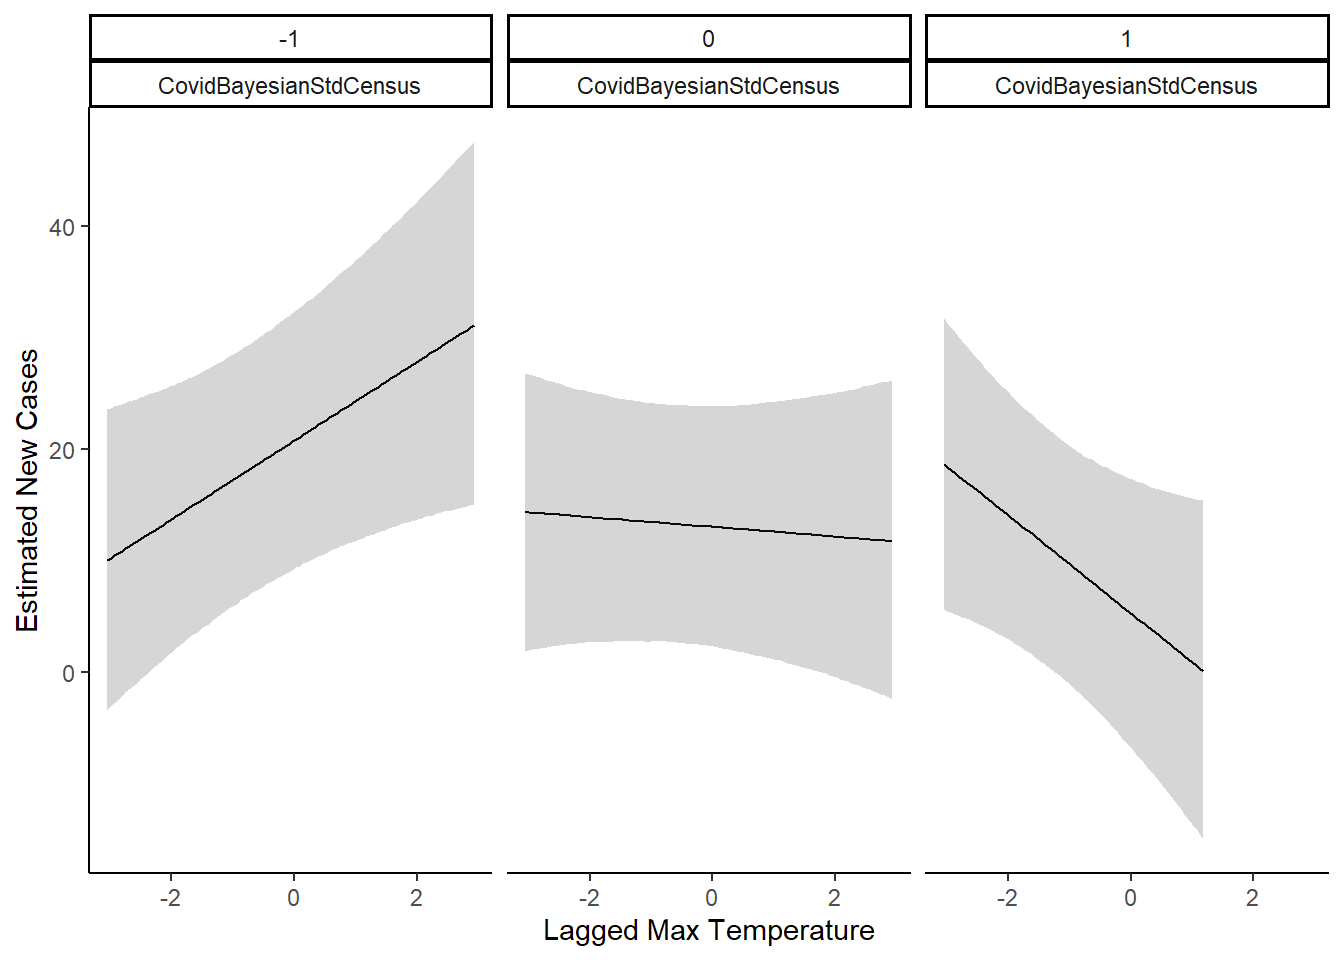 -1 0 1
CovidBayesianStdCensus CovidBayesianStdCensus CovidBayesianStdCensus
Estimated New Cases
40
20
0
-2 0 2 -2 0 2 -2 0 2
Lagged Max Temperature